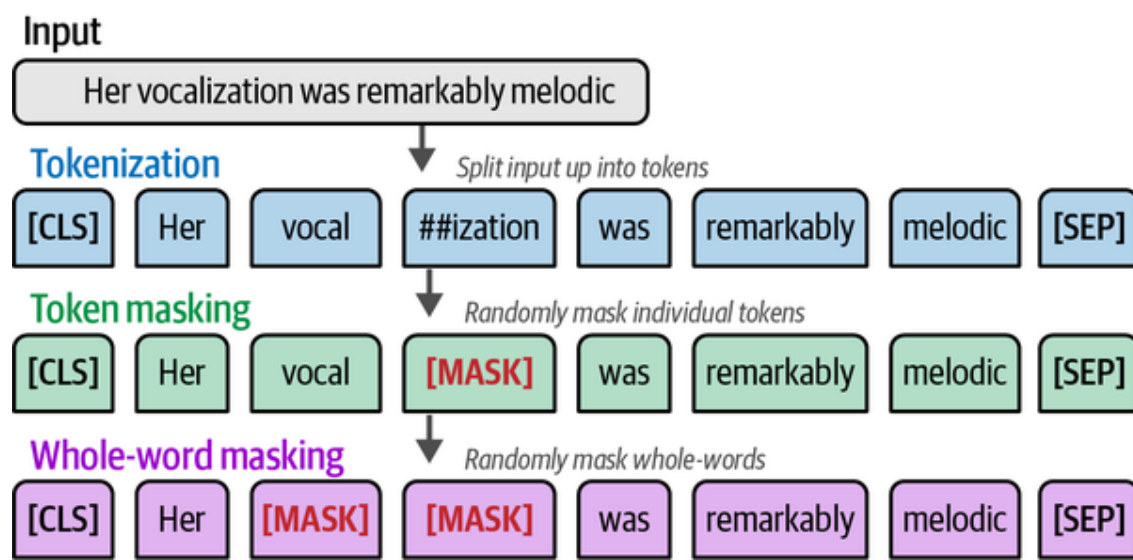 Input
Her vocalization was remarkably melodic
Tokenization Split input up into tokens
[CLS] Her vocal ##ization was remarkably melodic [SEP]
Token masking Randomly mask individual tokens
[CLS] Her vocal [MASK] was remarkably melodic [SEP]
Whole-word masking Randomly mask whole-words
[CLS] Her [MASK] [MASK] was remarkably melodic [SEP]